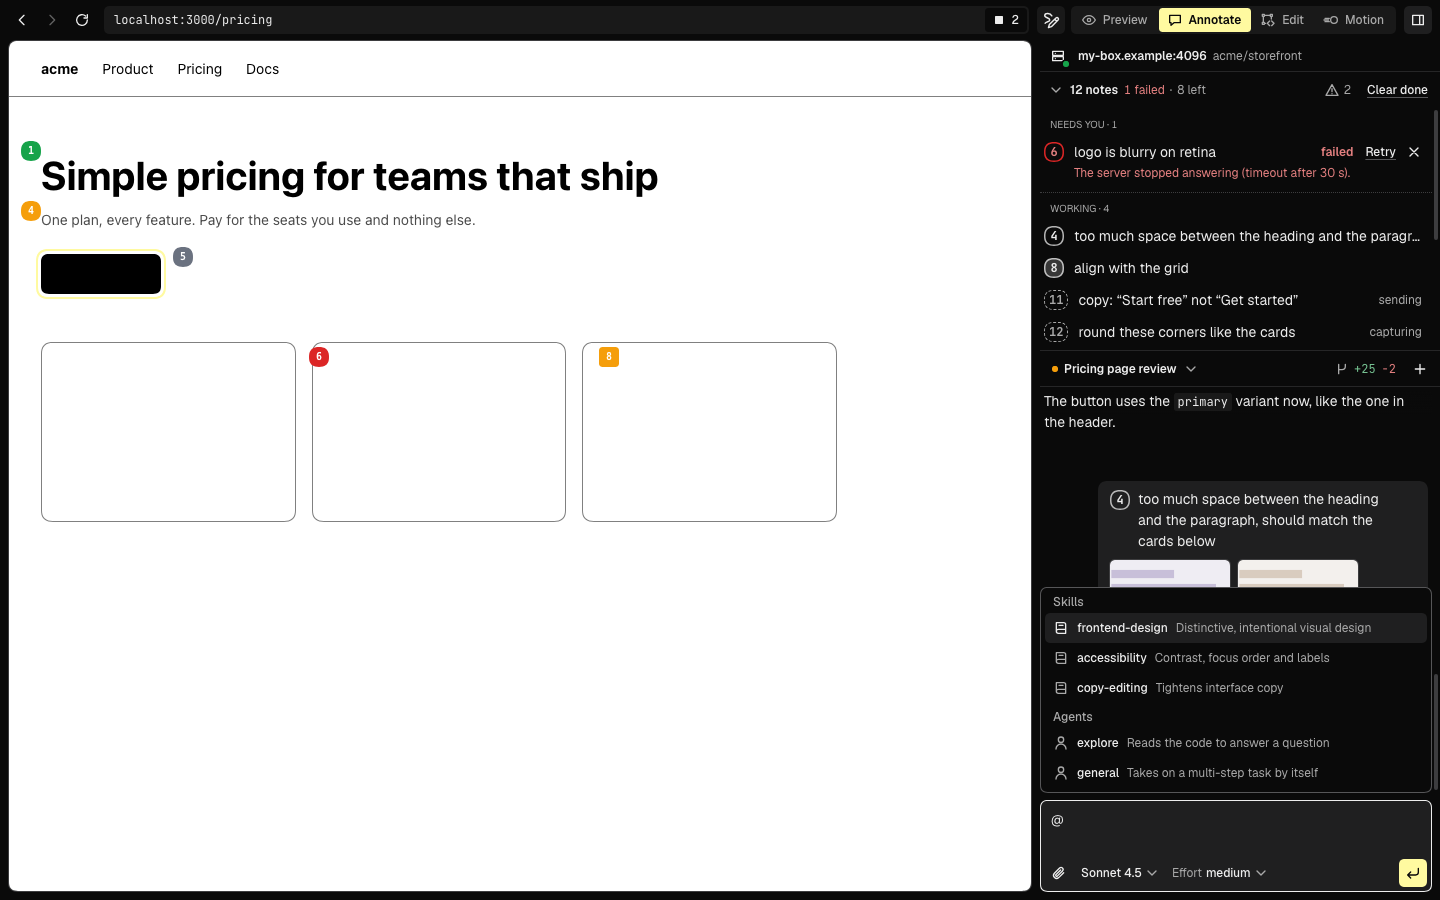 localhost:3000/pricing
2
Preview
Annotate
Edit
Motion
acme
Product
Pricing
Docs
1
Simple pricing for teams that ship
4
One plan, every feature. Pay for the seats you use and nothing else.
5
6
8
my-box.example:4096 acme/storefront
12 notes 1 failed · 8 left
2
Clear done
NEEDS YOU · 1
6 logo is blurry on retina failed Retry
The server stopped answering (timeout after 30 s).
WORKING · 4
4 too much space between the heading and the paragr…
8 align with the grid
11 copy: “Start free” not “Get started” sending
12 round these corners like the cards capturing
Pricing page review +25 -2
The button uses the primary variant now, like the one in
the header.
4 too much space between the heading
and the paragraph, should match the
cards below
Skills
frontend-design Distinctive, intentional visual design
accessibility Contrast, focus order and labels
copy-editing Tightens interface copy
Agents
explore Reads the code to answer a question
general Takes on a multi-step task by itself
@
Sonnet 4.5 Effort medium